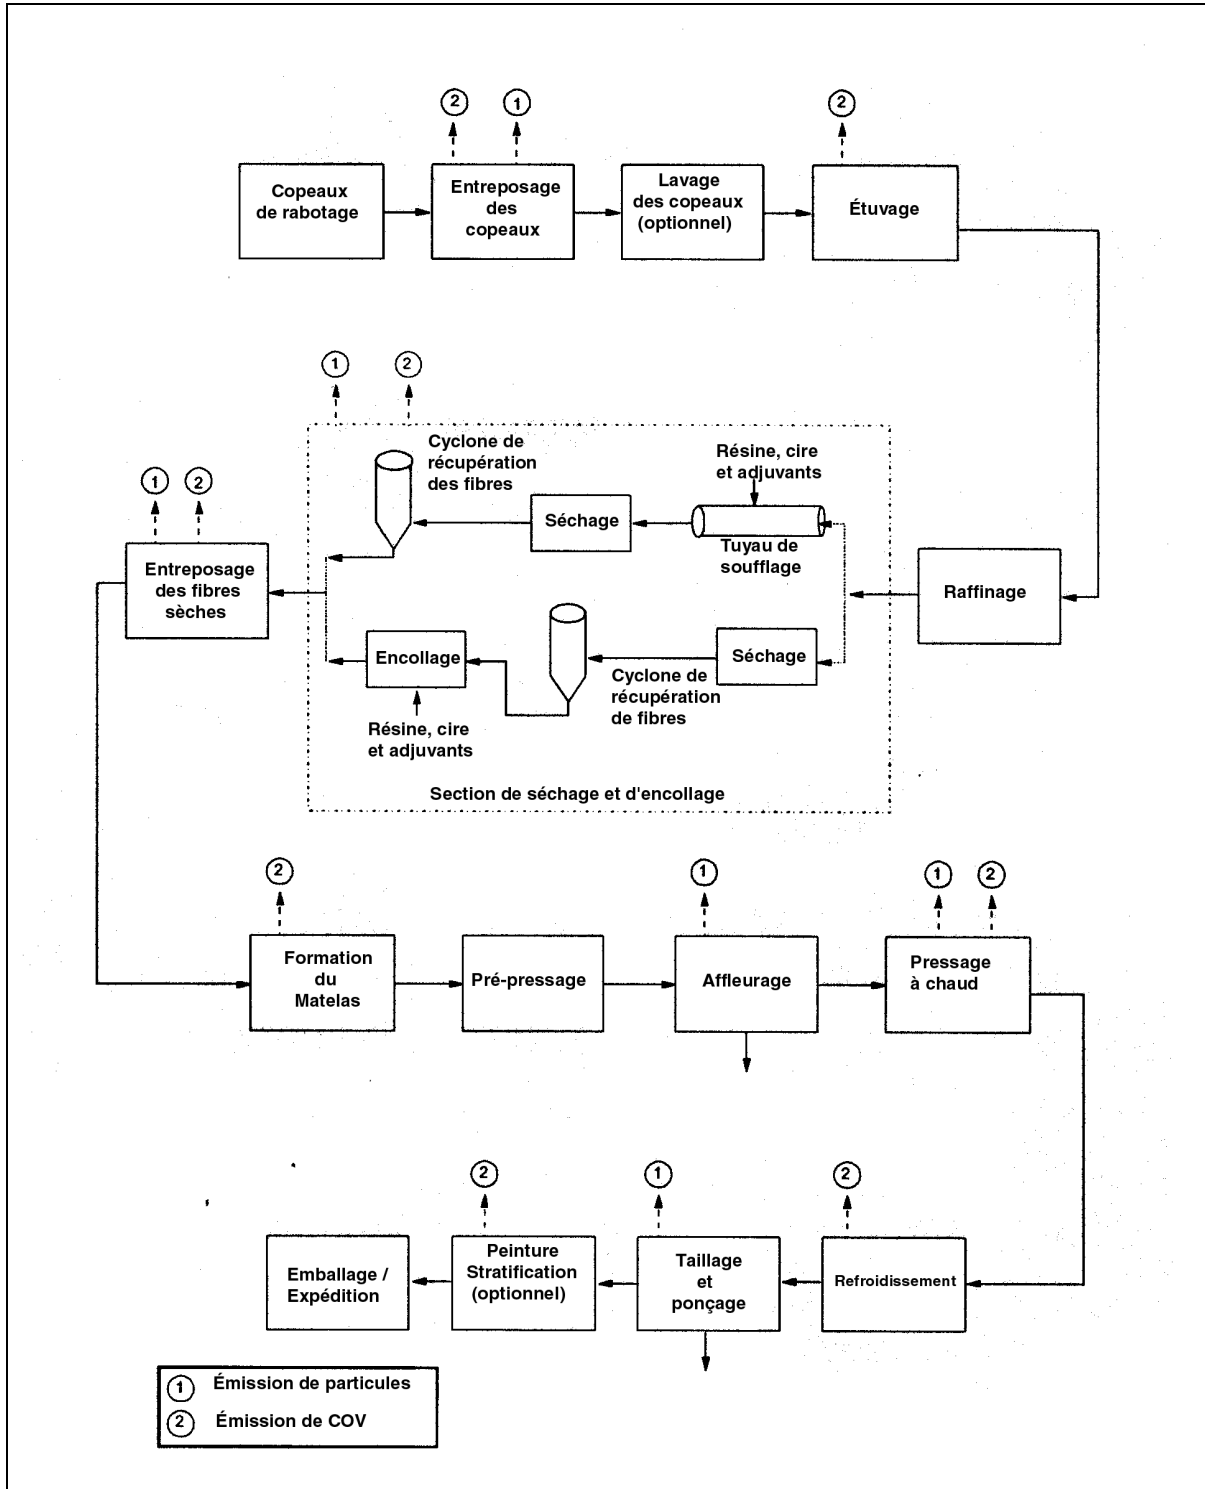 2
1
2
Copeaux
de rabotage
Entreposage
des
copeaux
Lavage
des copeaux
(optionnel)
Étuvage
1
2
Cyclone de
récupération
des fibres
Résine, cire
et adjuvants
Séchage
Tuyau de
soufflage
1
2
Entreposage
des fibres
sèches
Raffinage
Encollage
Séchage
Cyclone de
récupération
de fibres
Résine, cire
et adjuvants
Section de séchage et d'encollage
2
1
1
2
Formation
du
Matelas
Pré-pressage
Affleurage
Pressage
à chaud
2
1
2
Emballage /
Expédition
Peinture
Stratification
(optionnel)
Taillage
et
ponçage
Refroidissement
1 Émission de particules
2 Émission de COV